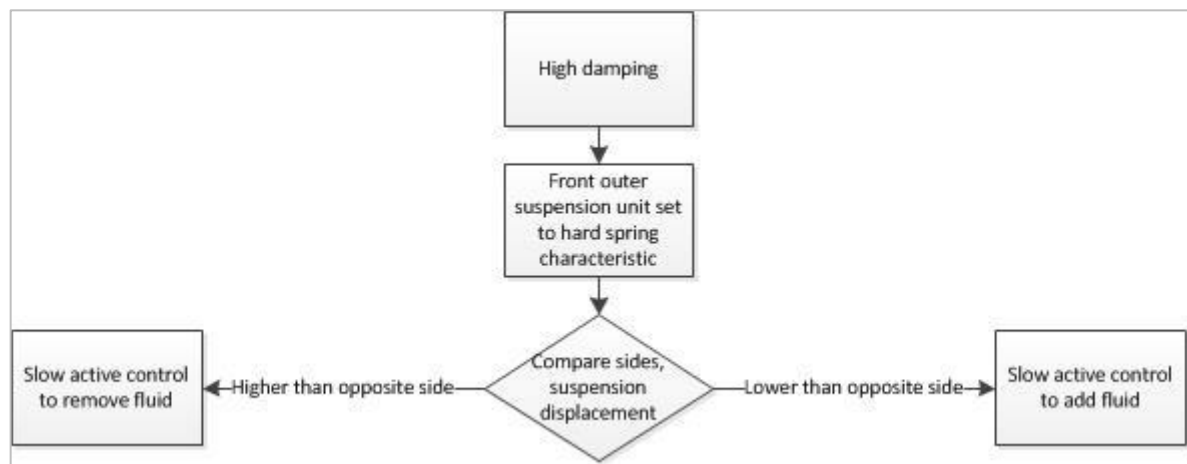 High damping
Front outer
suspension unit set
to hard spring
characteristic
Compare sides,
suspension
displacement
Higher than opposite side
Lower than opposite side
Slow active control
to remove fluid
Slow active control
to add fluid